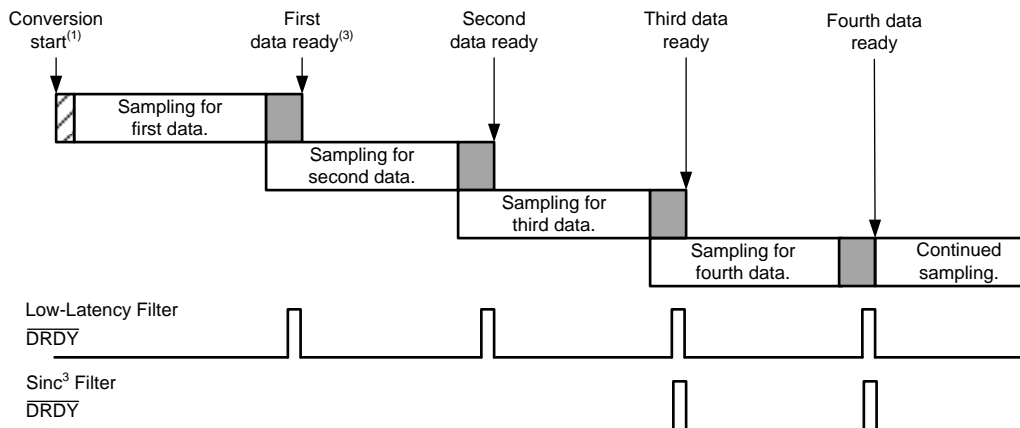 Conversion
start(1)
First
data ready(3)
Second
data ready
Third data
ready
Fourth data
ready
Sampling for
first data.
Sampling for
second data.
Sampling for
third data.
Sampling for
fourth data.
Continued
sampling.
Low-Latency Filter
DRDY
Sinc3 Filter
DRDY